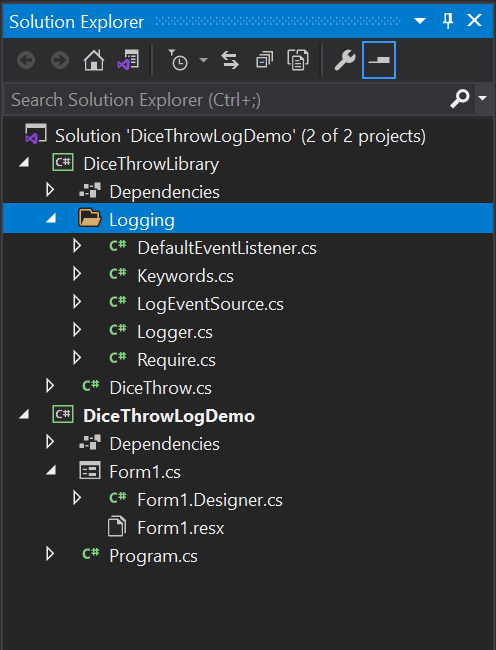 Solution Explorer
Search Solution Explorer (Ctrl+;)
Solution 'DiceThrowLogDemo' (2 of 2 projects)
C# DiceThrowLibrary
Dependencies
Logging
C# DefaultEventListener.cs
C# Keywords.cs
C# LogEventSource.cs
C# Logger.cs
C# Require.cs
C# DiceThrow.cs
C# DiceThrowLogDemo
Dependencies
Form1.cs
C# Form1.Designer.cs
Form1.resx
C# Program.cs